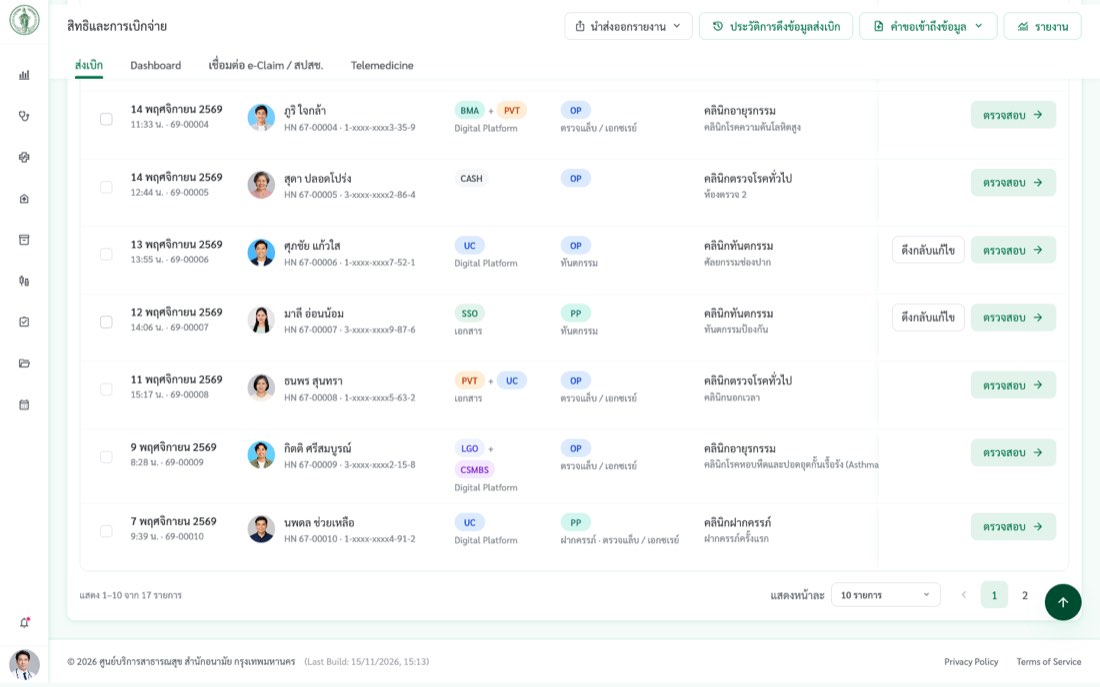 สิทธิและการเบิกจ่าย
นำส่งออกรายงาน
ประวัติการดึงข้อมูลส่งเบิก
คำขอเข้าถึงข้อมูล
รายงาน
ส่งเบิก
Dashboard
เชื่อมต่อ e-Claim / สปสช.
Telemedicine
14 พฤศจิกายน 2569
11:33 น. · 69-00004
ภูริ ใจกล้า
HN 67-00004 · 1-xxxx-xxxx3-35-9
BMA + PVT
Digital Platform
OP
ตรวจแล็บ / เอกซเรย์
คลินิกอายุรกรรม
คลินิกโรคความดันโลหิตสูง
ตรวจสอบ
14 พฤศจิกายน 2569
12:44 น. · 69-00005
สุดา ปลอดโปร่ง
HN 67-00005 · 3-xxxx-xxxx2-86-4
CASH
OP
คลินิกตรวจโรคทั่วไป
ห้องตรวจ 2
ตรวจสอบ
13 พฤศจิกายน 2569
13:55 น. · 69-00006
ศุภชัย แก้วใส
HN 67-00006 · 1-xxxx-xxxx7-52-1
UC
Digital Platform
OP
ทันตกรรม
คลินิกทันตกรรม
ศัลยกรรมช่องปาก
ดึงกลับแก้ไข
ตรวจสอบ
12 พฤศจิกายน 2569
14:06 น. · 69-00007
มาลี อ่อนน้อม
HN 67-00007 · 3-xxxx-xxxx9-87-6
SSO
เอกสาร
PP
ทันตกรรม
คลินิกทันตกรรม
ทันตกรรมป้องกัน
ดึงกลับแก้ไข
ตรวจสอบ
11 พฤศจิกายน 2569
15:17 น. · 69-00008
ธนพร สุนทรา
HN 67-00008 · 1-xxxx-xxxx5-63-2
PVT + UC
เอกสาร
OP
ตรวจแล็บ / เอกซเรย์
คลินิกตรวจโรคทั่วไป
คลินิกนอกเวลา
ตรวจสอบ
9 พฤศจิกายน 2569
8:28 น. · 69-00009
กิตติ ศรีสมบูรณ์
HN 67-00009 · 3-xxxx-xxxx2-15-8
LGO +
CSMBS
Digital Platform
OP
ตรวจแล็บ / เอกซเรย์
คลินิกอายุรกรรม
คลินิกโรคหอบหืดและปอดอุดกั้นเรื้อรัง (Asthma
ตรวจสอบ
7 พฤศจิกายน 2569
9:39 น. · 69-00010
นพดล ช่วยเหลือ
HN 67-00010 · 1-xxxx-xxxx4-91-2
UC
Digital Platform
PP
ฝากครรภ์ · ตรวจแล็บ / เอกซเรย์
คลินิกฝากครรภ์
ฝากครรภ์ครั้งแรก
ตรวจสอบ
แสดง 1–10 จาก 17 รายการ
แสดงหน้าละ
10 รายการ
1
2
© 2026 ศูนย์บริการสาธารณสุข สำนักอนามัย กรุงเทพมหานคร (Last Build: 15/11/2026, 15:13)
Privacy Policy
Terms of Service